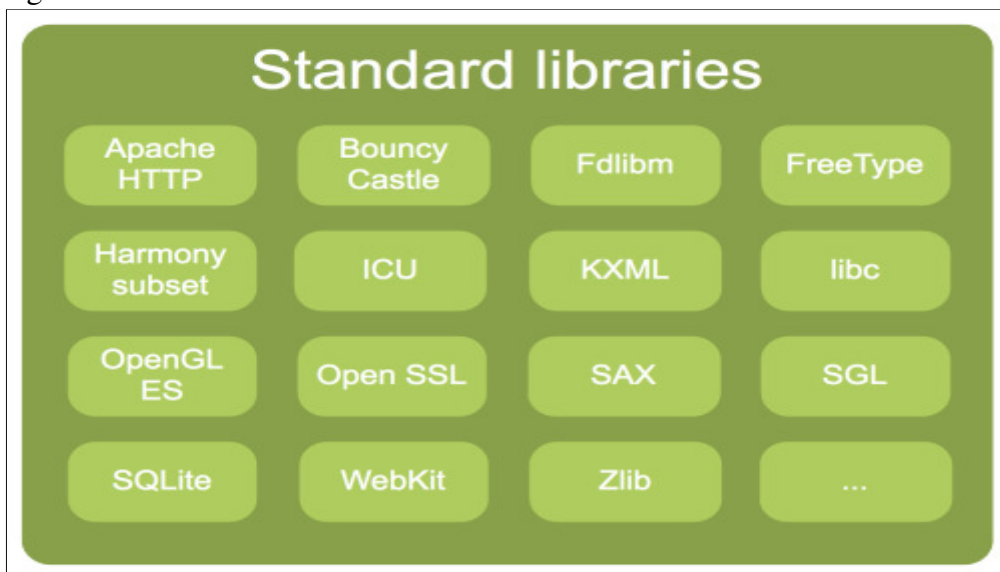 Standard libraries
Apache
HTTP
Bouncy
Castle
Fdlibm
FreeType
Harmony
subset
ICU
KXML
libc
OpenGL
ES
Open SSL
SAX
SGL
SQLite
WebKit
Zlib
...